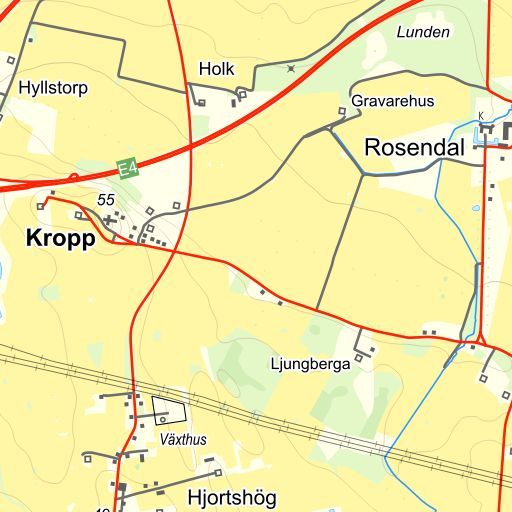 Lunden
Holk
Hyllstorp
Gravarehus
K
Rosendal
E4
55
Kropp
Ljungberga
Växthus
Hjortshög